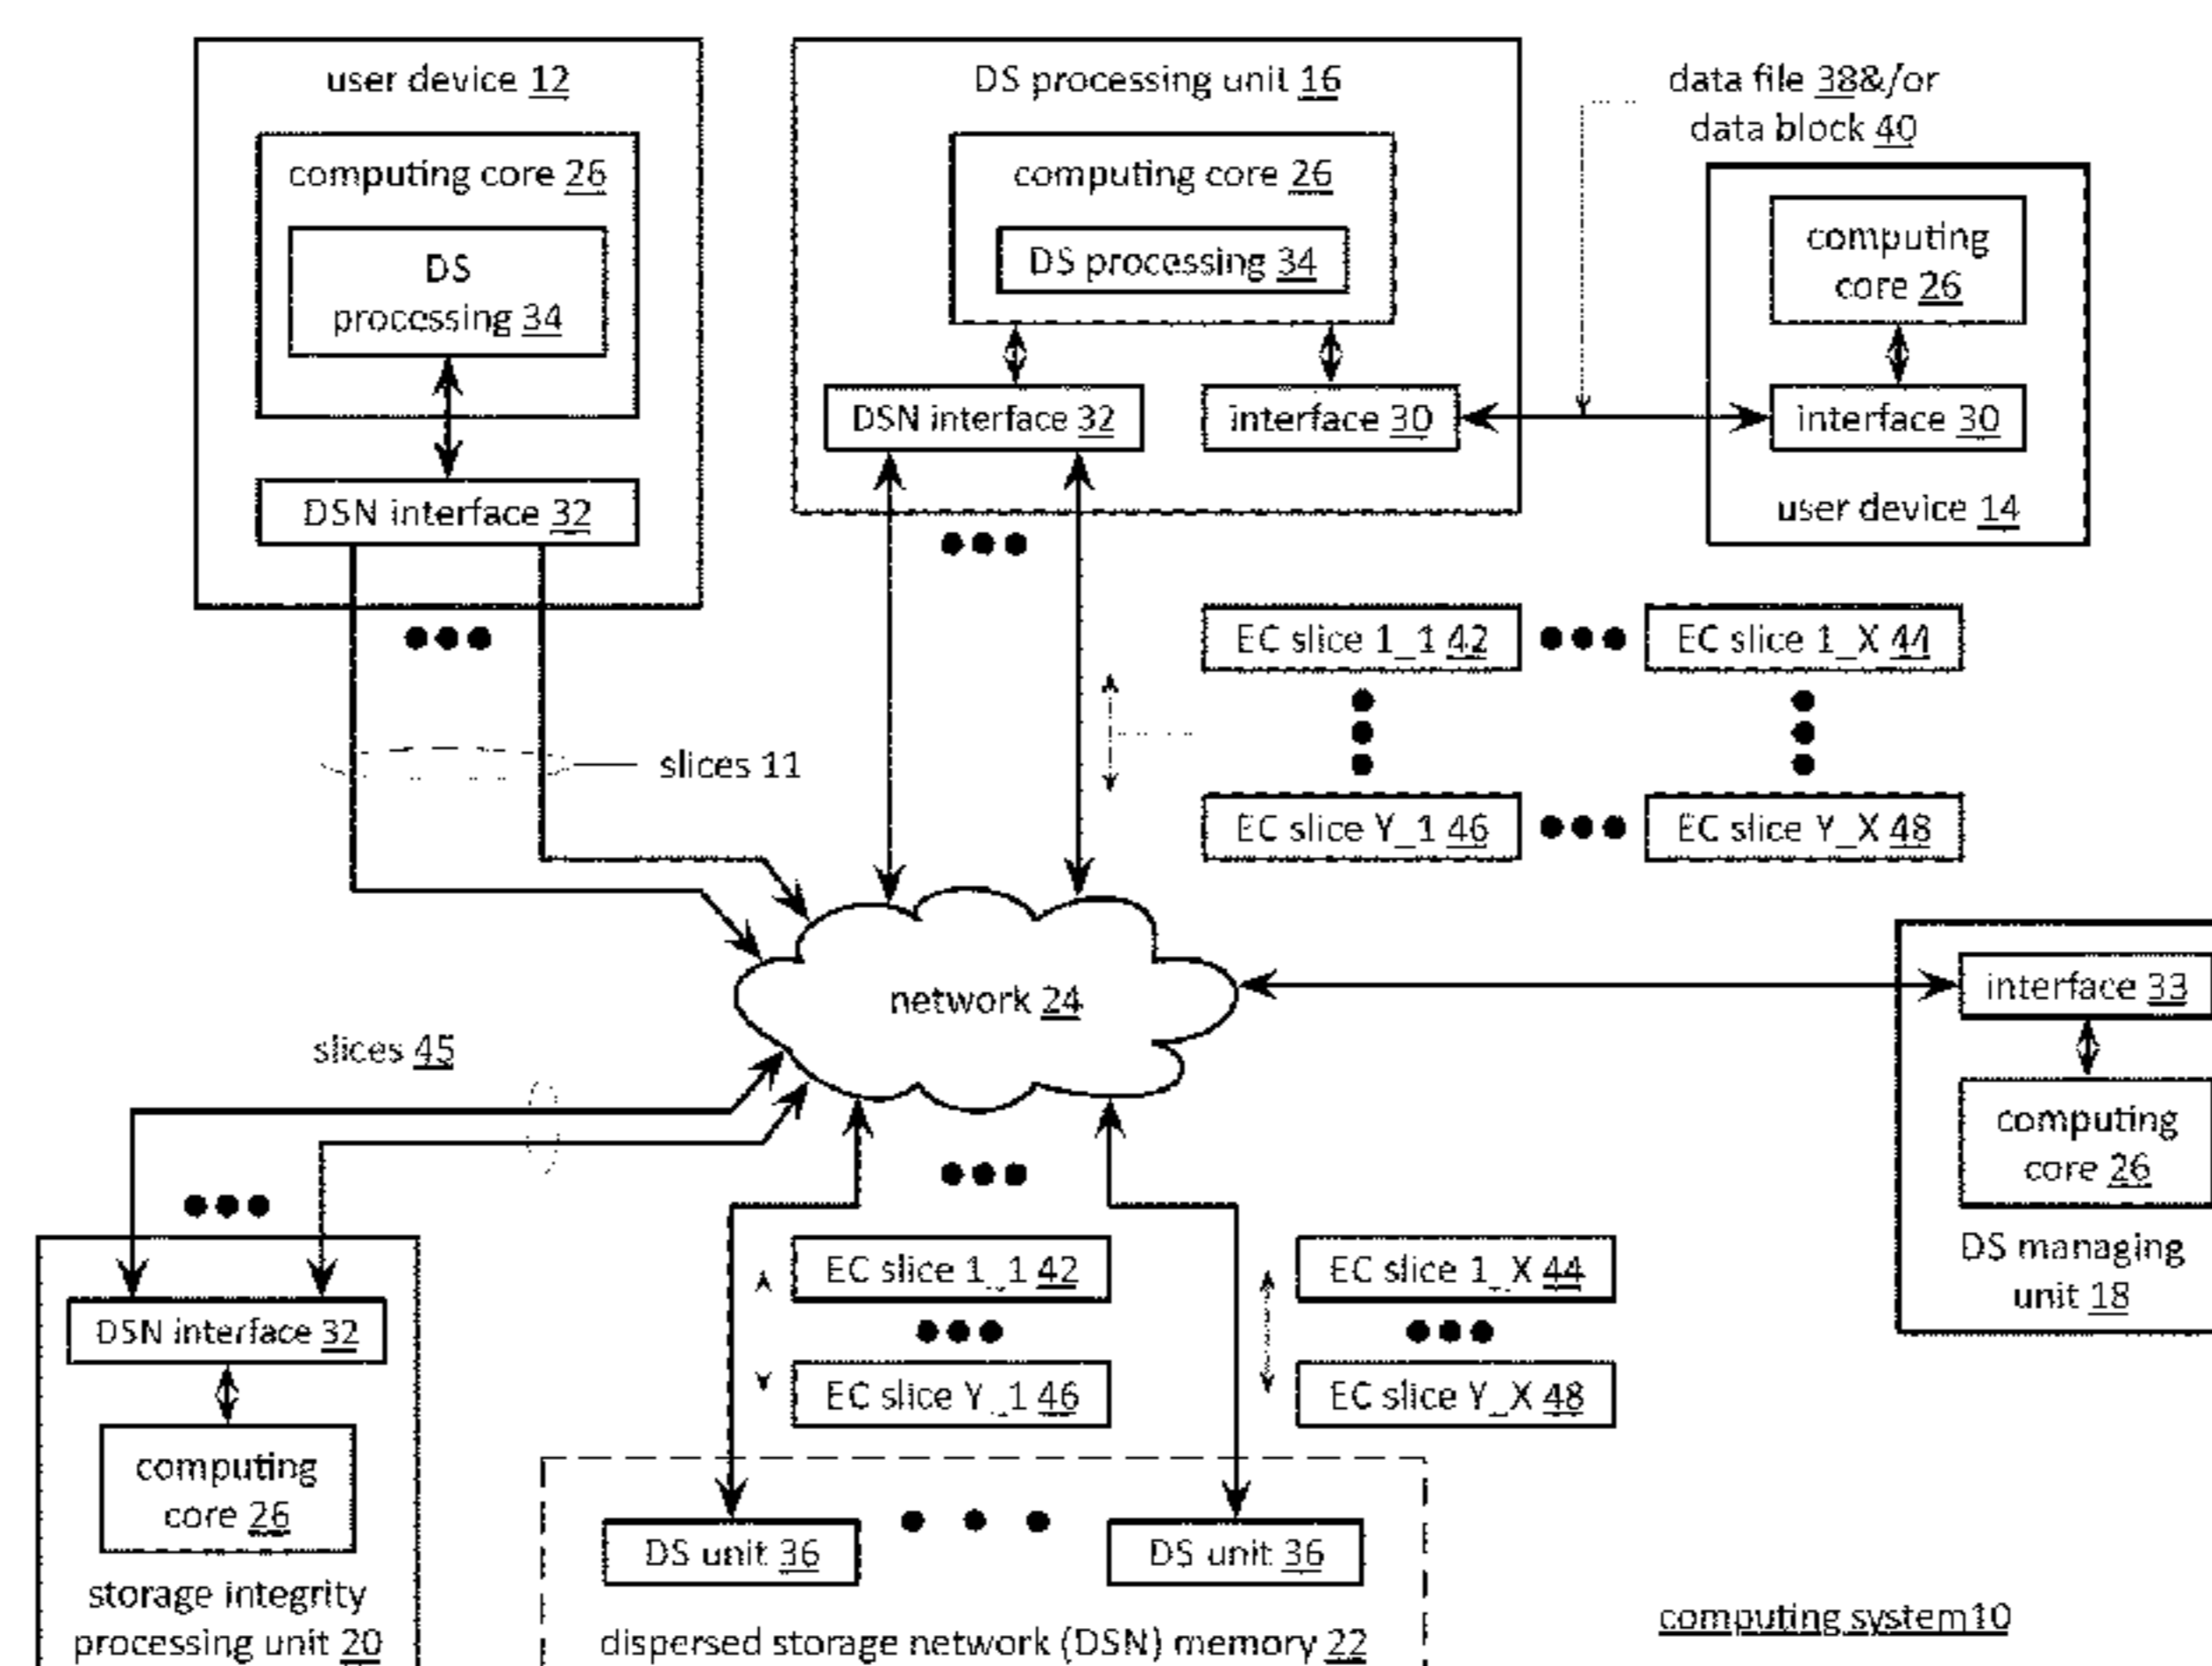 user device 12
computing core 26
DS
processing 34
DSN interface 32
slices 11
DS processing unit 16
computing core 26
DS processing 34
DSN interface 32
interface 30
data file 38&/or
data block 40
computing
core 26
interface 30
user device 14
EC slice 1_1 42
EC slice 1_X 44
EC slice Y_1 46
EC slice Y_X 48
network 24
interface 33
computing
core 26
DS managing
unit 18
slices 45
DSN interface 32
computing
core 26
storage integrity
processing unit 20
EC slice 1_1 42
EC slice 1_X 44
EC slice Y_1 46
EC slice Y_X 48
DS unit 36
DS unit 36
dispersed storage network (DSN) memory 22
computing system 10